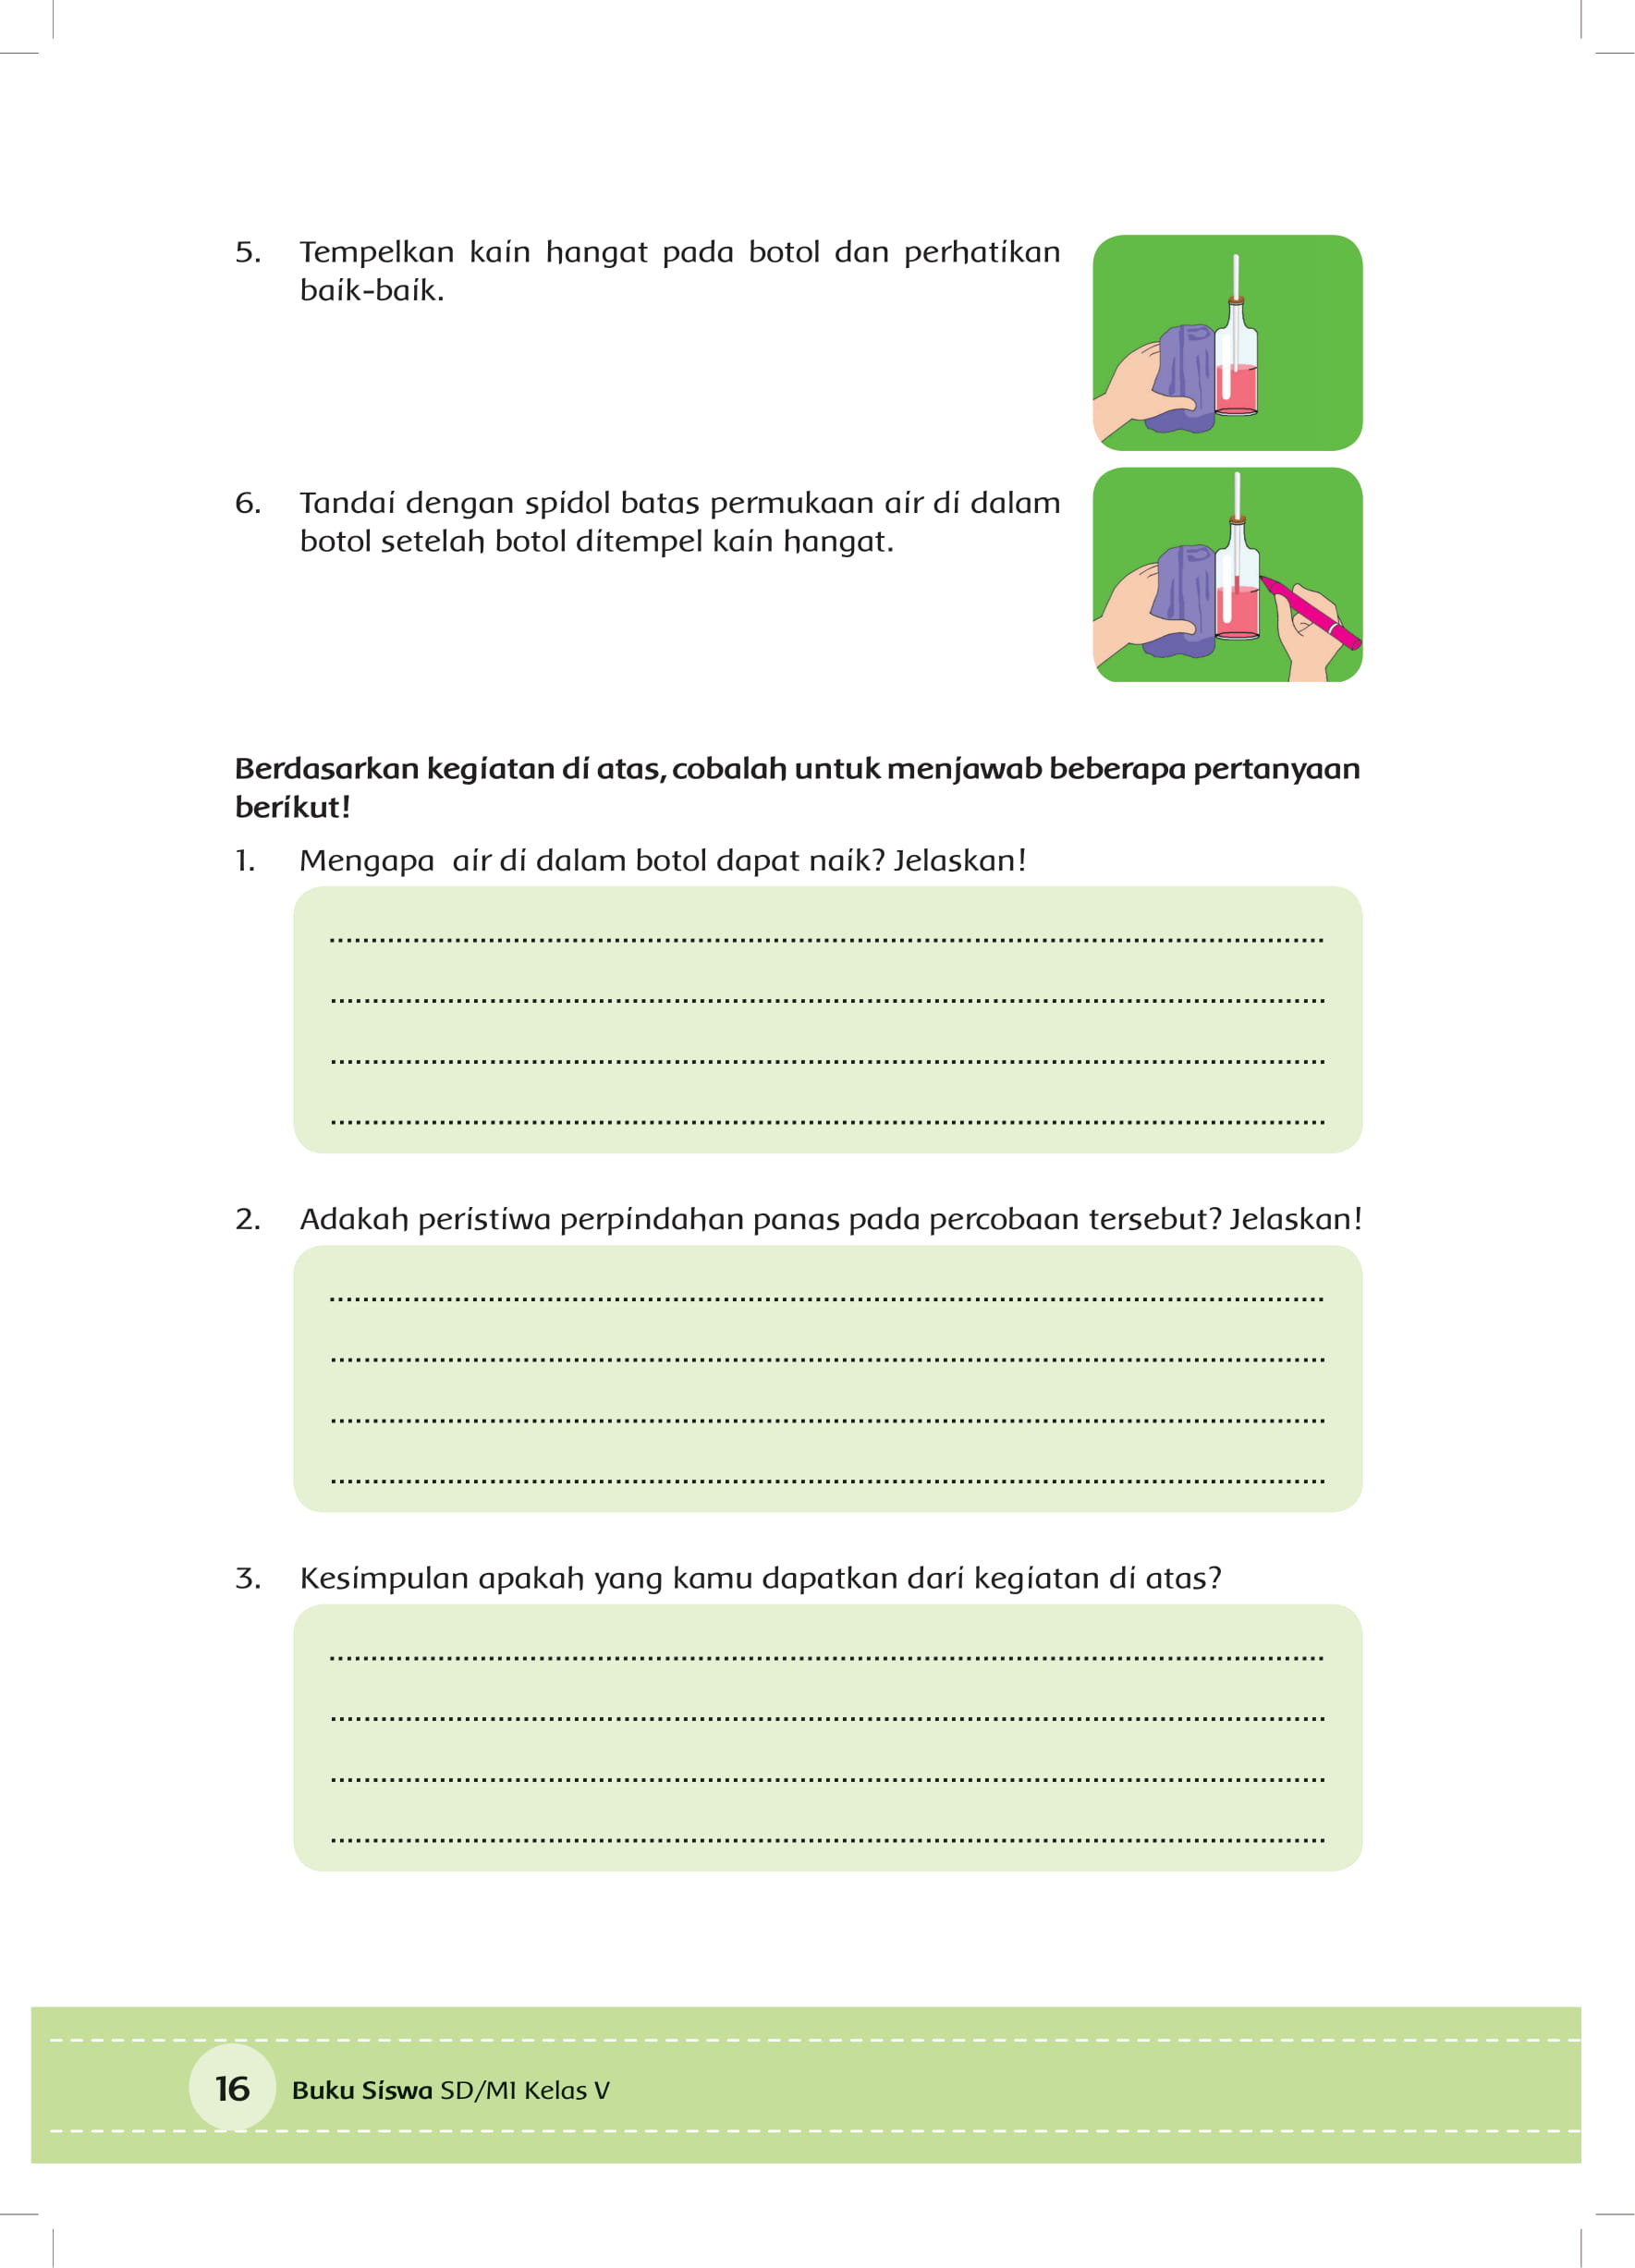 5. Tempelkan kain hangat pada botol dan perhatikan
baik-baik.
6. Tandai dengan spidol batas permukaan air di dalam
botol setelah botol ditempel kain hangat.
Berdasarkan kegiatan di atas, cobalah untuk menjawab beberapa pertanyaan
berikut!
1. Mengapa air di dalam botol dapat naik? Jelaskan!
2. Adakah peristiwa perpindahan panas pada percobaan tersebut? Jelaskan!
3. Kesimpulan apakah yang kamu dapatkan dari kegiatan di atas?
16 Buku Siswa SD/MI Kelas V